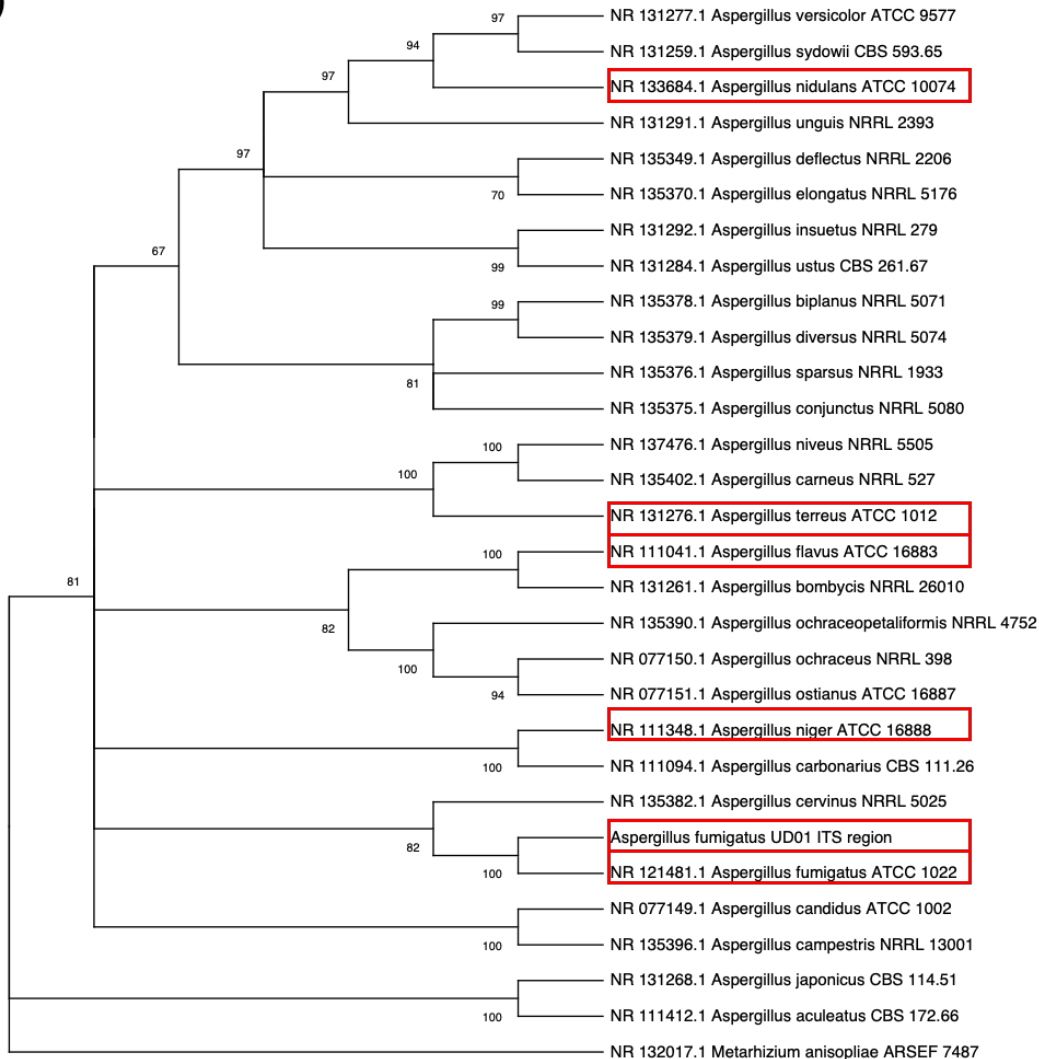 97
NR 131277.1 Aspergillus versicolor ATCC 9577
94
NR 131259.1 Aspergillus sydowii CBS 593.65
97
NR 133684.1 Aspergillus nidulans ATCC 10074
NR 131291.1 Aspergillus unguis NRRL 2393
97
NR 135349.1 Aspergillus deflectus NRRL 2206
70
NR 135370.1 Aspergillus elongatus NRRL 5176
NR 131292.1 Aspergillus insuetus NRRL 279
67
99
NR 131284.1 Aspergillus ustus CBS 261.67
99
NR 135378.1 Aspergillus biplanus NRRL 5071
NR 135379.1 Aspergillus diversus NRRL 5074
NR 135376.1 Aspergillus sparsus NRRL 1933
81
NR 135375.1 Aspergillus conjunctus NRRL 5080
100
NR 137476.1 Aspergillus niveus NRRL 5505
100
NR 135402.1 Aspergillus carneus NRRL 527
NR 131276.1 Aspergillus terreus ATCC 1012
100
NR 111041.1 Aspergillus flavus ATCC 16883
81
NR 131261.1 Aspergillus bombycis NRRL 26010
82
NR 135390.1 Aspergillus ochraceopetaliformis NRRL 4752
100
NR 077150.1 Aspergillus ochraceus NRRL 398
94
NR 077151.1 Aspergillus ostianus ATCC 16887
NR 111348.1 Aspergillus niger ATCC 16888
100
NR 111094.1 Aspergillus carbonarius CBS 111.26
NR 135382.1 Aspergillus cervinus NRRL 5025
82
Aspergillus fumigatus UD01 ITS region
100
NR 121481.1 Aspergillus fumigatus ATCC 1022
NR 077149.1 Aspergillus candidus ATCC 1002
100
NR 135396.1 Aspergillus campestris NRRL 13001
NR 131268.1 Aspergillus japonicus CBS 114.51
100
NR 111412.1 Aspergillus aculeatus CBS 172.66
NR 132017.1 Metarhizium anisopliae ARSEF 7487